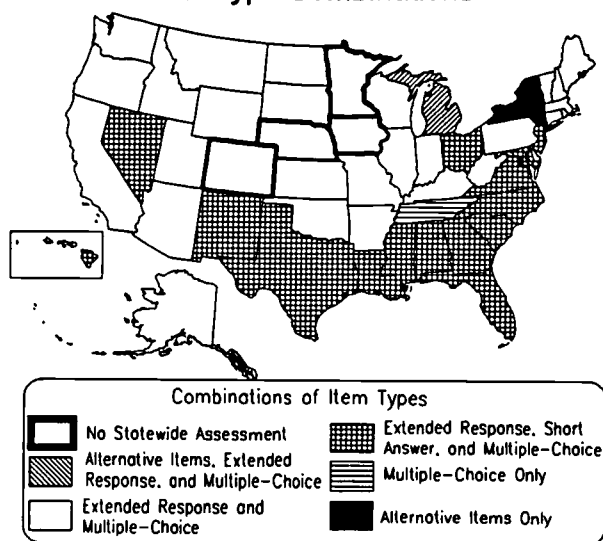 Combinations of Item Types
No Statewide Assessment
Alternative Items, Extended
Response, and Multiple-Choice
Extended Response and
Multiple-Choice
Extended Response, Short
Answer, and Multiple-Choice
Multiple-Choice Only
Alternative Items Only